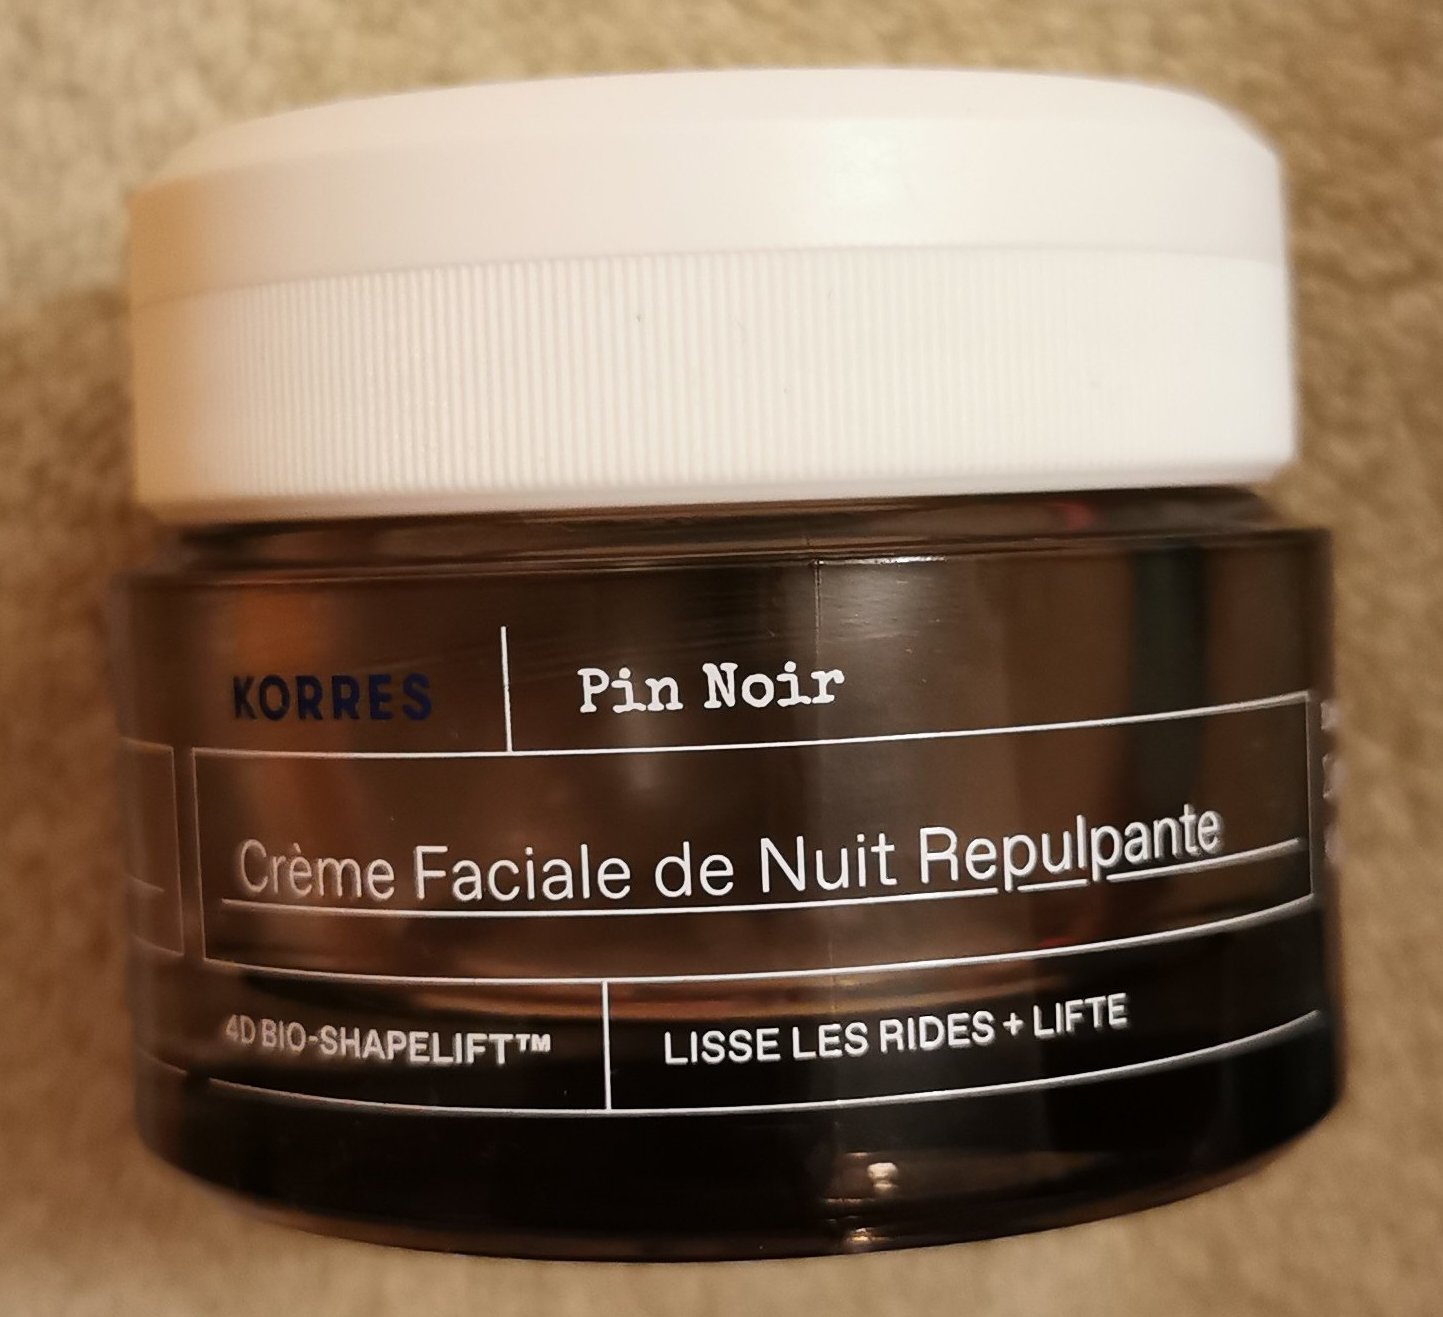 KORRES Pin Noir
Crème Faciale de Nuit Repulpante
4D BIO-SHAPELIFT™ LISSE LES RIDES + LIFTE